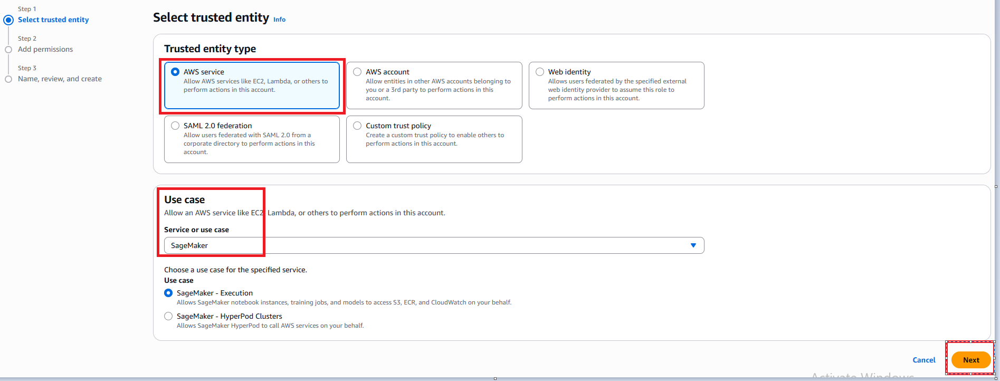 Step 1
Select trusted entity
Step 2
Add permissions
Step 3
Name, review, and create
Select trusted entity Info
Trusted entity type
AWS service
Allow AWS services like EC2, Lambda, or others to
perform actions in this account.
AWS account
Allow entities in other AWS accounts belonging to
you or a 3rd party to perform actions in this
account.
Web identity
Allows users federated by the specified external
web identity provider to assume this role to
perform actions in this account.
SAML 2.0 federation
Allow users federated with SAML 2.0 from a
corporate directory to perform actions in this
account.
Custom trust policy
Create a custom trust policy to enable others to
perform actions in this account.
Use case
Allow an AWS service like EC2, Lambda, or others to perform actions in this account.
Service or use case
SageMaker
Choose a use case for the specified service.
Use case
SageMaker - Execution
Allows SageMaker notebook instances, training jobs, and models to access S3, ECR, and CloudWatch on your behalf.
SageMaker - HyperPod Clusters
Allows SageMaker HyperPod to call AWS services on your behalf.
Cancel Next
Activate Windows